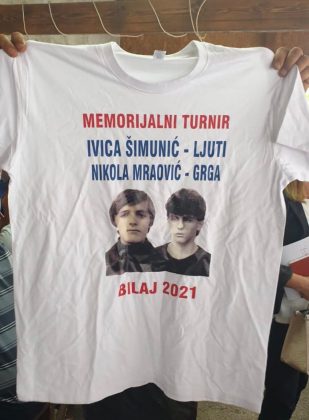 MEMORIJALNI TURNIR
IVICA ŠIMUNIĆ - LJUTI
NIKOLA MRAOVIĆ - GRGA
BILAJ 2021